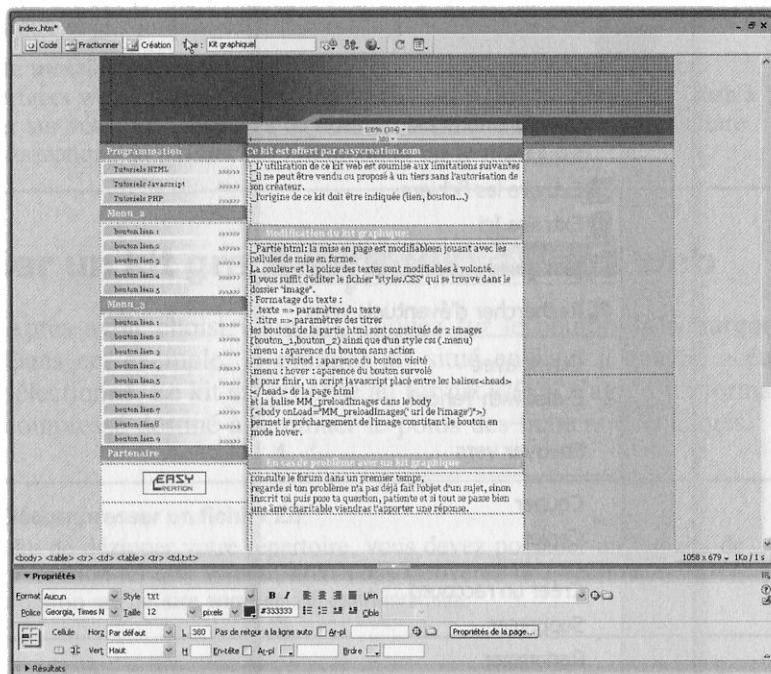 index.htm*
Code Fractionner Création Titre : Kit graphique
100% (384)
380
Programmation
Tutoriels HTML >>>>>>
Tutoriels Javascript >>>>>>
Tutoriels PHP >>>>>>
Menu_2
bouton lien 1 >>>>>>
bouton lien 2 >>>>>>
bouton lien 3 >>>>>>
bouton lien 4 >>>>>>
bouton lien 5 >>>>>>
Menu_3
bouton lien 1 >>>>>>
bouton lien 2 >>>>>>
bouton lien 3 >>>>>>
bouton lien 4 >>>>>>
bouton lien 5 >>>>>>
bouton lien 6 >>>>>>
bouton lien 7 >>>>>>
bouton lien8 >>>>>>
bouton lien 9 >>>>>>
Partenaire
EASY
CREATION
Ce kit est offert par easycreation.com
_L'utilisation de ce kit web est soumise aux limitations suivantes
_il ne peut être vendu ou proposé à un tiers sans l'autorisation de
son créateur.
_l'origine de ce kit doit être indiquée (lien, bouton...)
Modification du kit graphique:
_Partie html: la mise en page est modifiableen jouant avec les
cellules de mise en forme.
La couleur et la police des textes sont modifiables à volonté.
Il vous suffit d'éditer le fichier "styles.CSS" qui se trouve dans le
dossier "image".
- Formatage du texte :
- .texte => paramètres du texte
- .titre => paramètres des titres
les boutons de la partie html sont constitués de 2 images
(bouton_1,bouton_2) ainsi que d'un style css (.menu)
.menu : aparence du bouton sans action
.menu : visited : aparence du bouton visité
.menu : hover : aparence du bouton survolé
et pour finir, un script javascript placé entre les balises<head>
</head> de la page html
et la balise MM_preloadImages dans le body
(<body onLoad="MM_preloadImages(' url de l'image')">)
permet le préchargement de l'image constitant le bouton en
mode hover.
En cas de problème avec un kit graphique
consulte le forum dans un premier temps,
regarde si ton problème n'a pas déjà fait l'objet d'un sujet, sinon
inscrit toi puis pose ta question, patiente et si tout se passe bien
une âme charitable viendras t'apporter une réponse.
<body> <table> <tr> <td> <table> <tr> <td.txt> 1058 x 679 1Ko / 1 s
Propriétés
Format Aucun Style txt B I Lien
Police Georgia, Times N Taille 12 pixels #333333 Cible
Cellule Horz Par défaut L 380 Pas de retour à la ligne auto Ar-pl Propriétés de la page...
Vert Haut H En-tête Ar-pl Brdre
Résultats